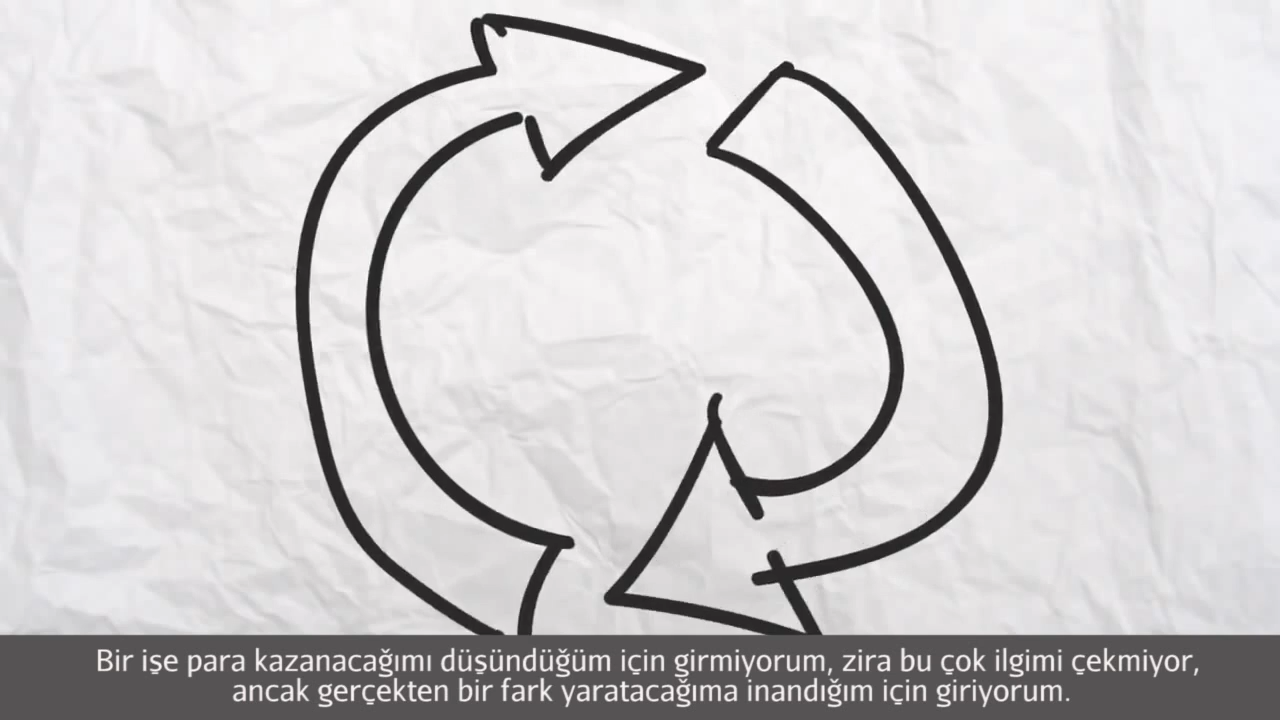 Bir işe para kazanacağımı düşündüğüm için girmiyorum, zira bu çok ilgimi çekmiyor,
ancak gerçekten bir fark yaratacağıma inandığım için giriyorum.